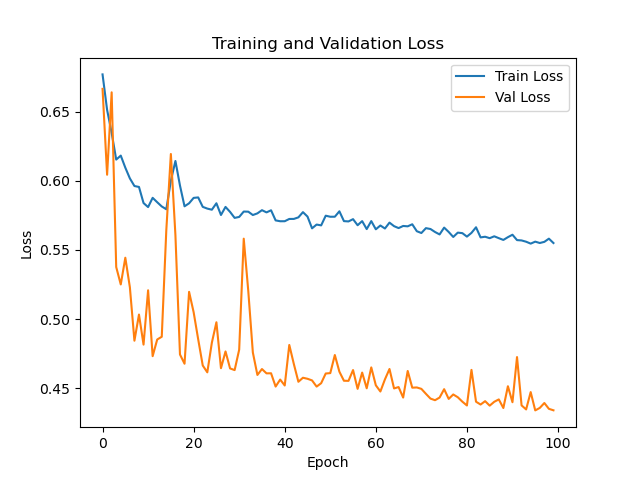 Training and Validation Loss
Train Loss
Val Loss
0.65
0.60
0.55
0.50
0.45
Loss
0 20 40 60 80 100
Epoch